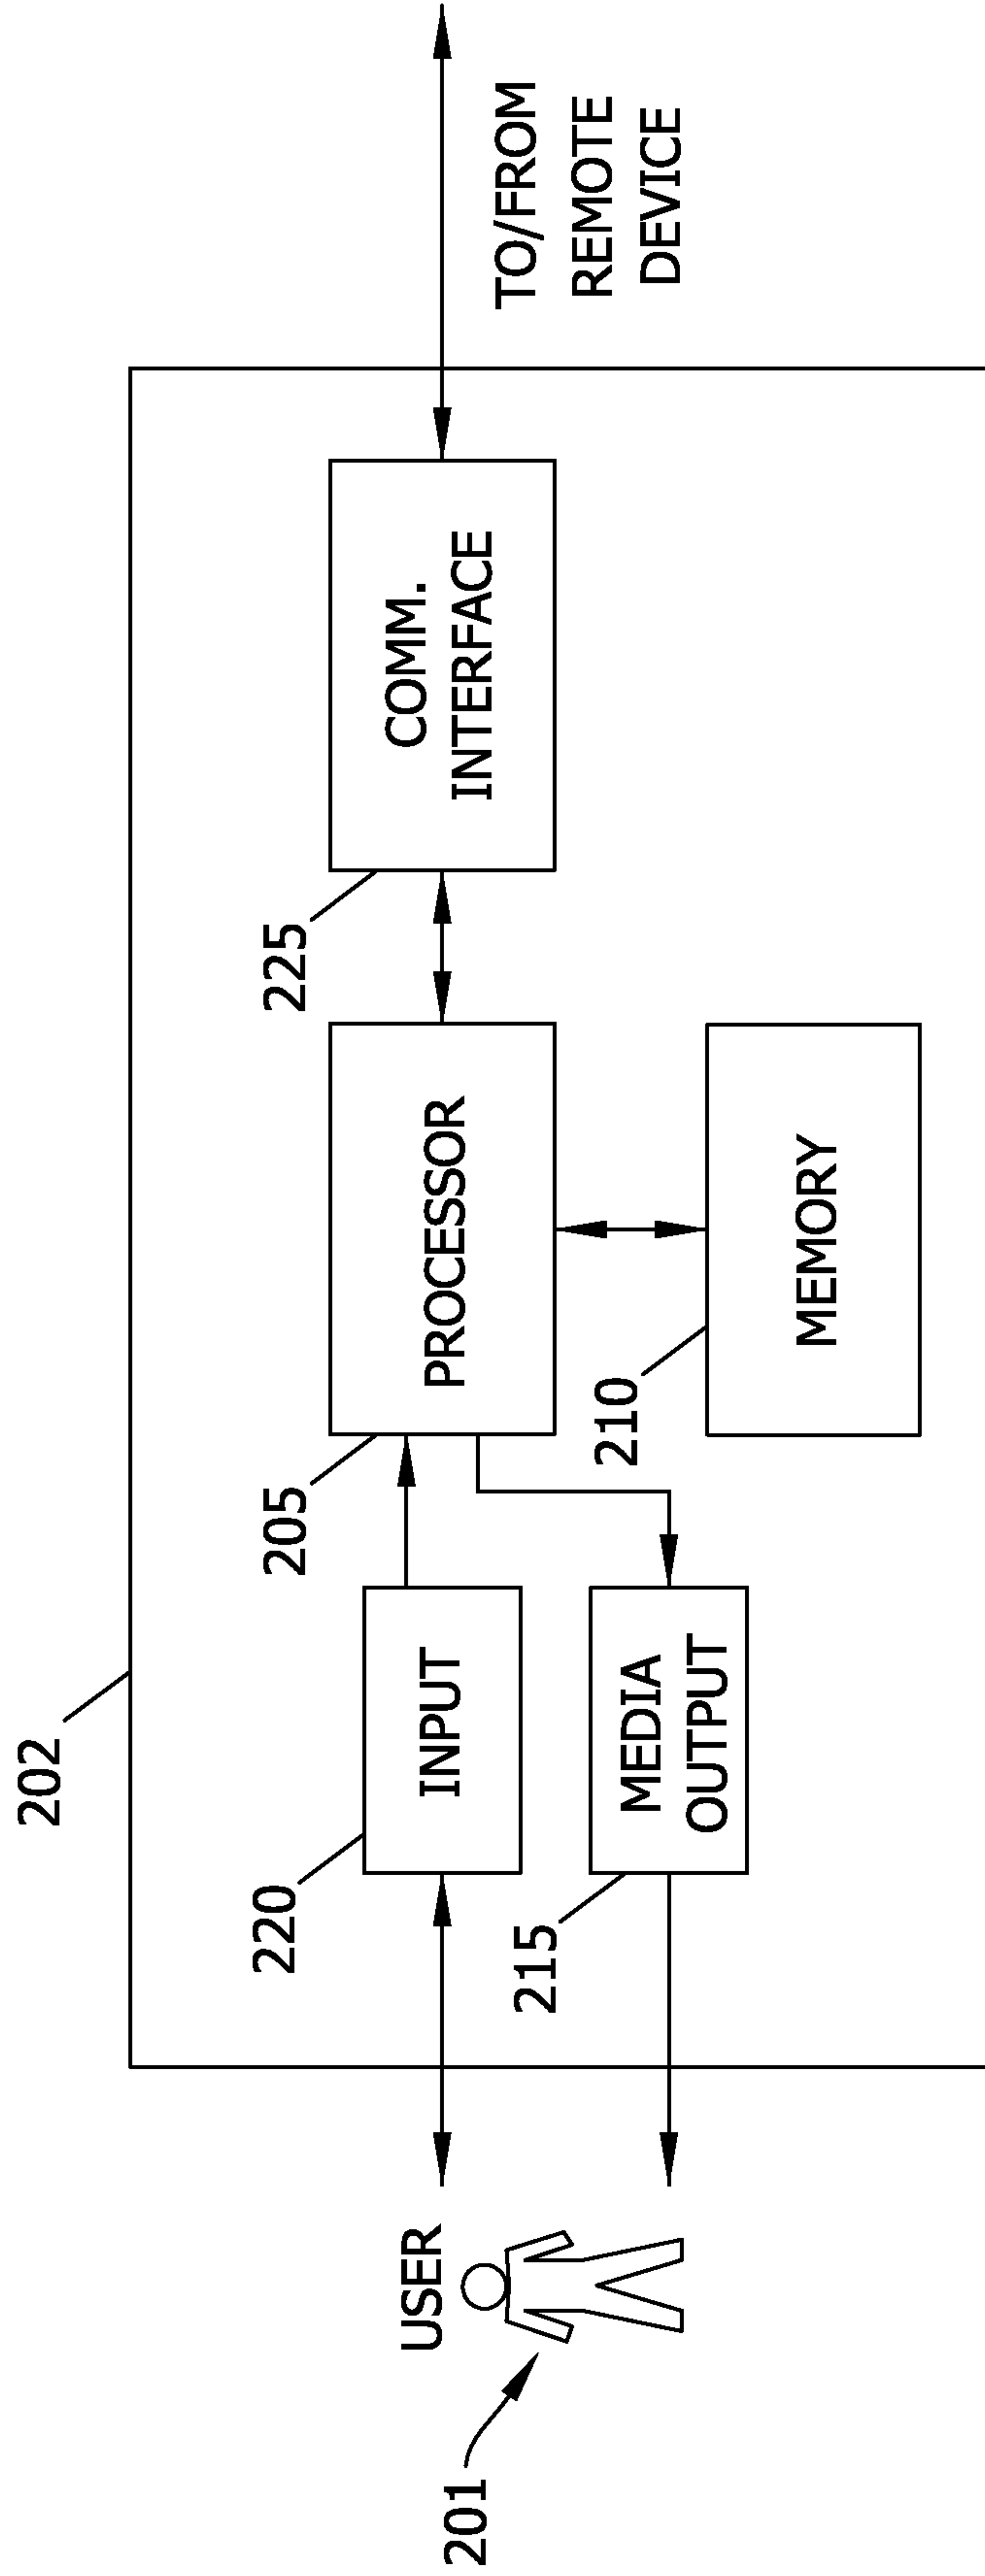 202
201
USER
220
INPUT
215
MEDIA
OUTPUT
205
PROCESSOR
210
MEMORY
225
COMM.
INTERFACE
TO/FROM
REMOTE
DEVICE